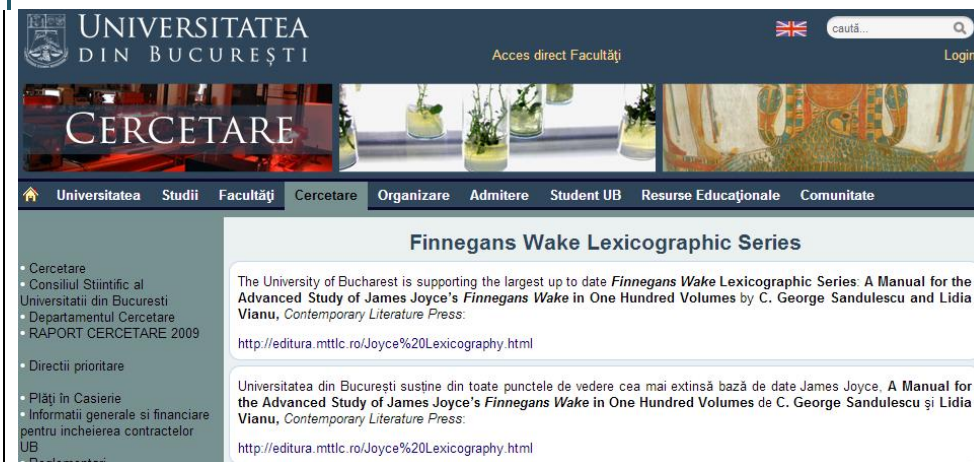 UNIVERSITATEA
DIN BUCUREŞTI
caută...
Acces direct Facultăţi
Login
CERCETARE
Universitatea Studii Facultăţi Cercetare Organizare Admitere Student UB Resurse Educaţionale Comunitate
Finnegans Wake Lexicographic Series
• Cercetare
• Consiliul Stiintific al
Universitatii din Bucuresti
• Departamentul Cercetare
• RAPORT CERCETARE 2009
• Directii prioritare
• Plăţi în Casierie
• Informatii generale si financiare
pentru incheierea contractelor
UB
• Reglementari
The University of Bucharest is supporting the largest up to date Finnegans Wake Lexicographic Series: A Manual for the
Advanced Study of James Joyce's Finnegans Wake in One Hundred Volumes by C. George Sandulescu and Lidia
Vianu, Contemporary Literature Press:
http://editura.mttlc.ro/Joyce%20Lexicography.html
Universitatea din Bucureşti susţine din toate punctele de vedere cea mai extinsă bază de date James Joyce, A Manual for
the Advanced Study of James Joyce's Finnegans Wake in One Hundred Volumes de C. George Sandulescu şi Lidia
Vianu, Contemporary Literature Press:
http://editura.mttlc.ro/Joyce%20Lexicography.html